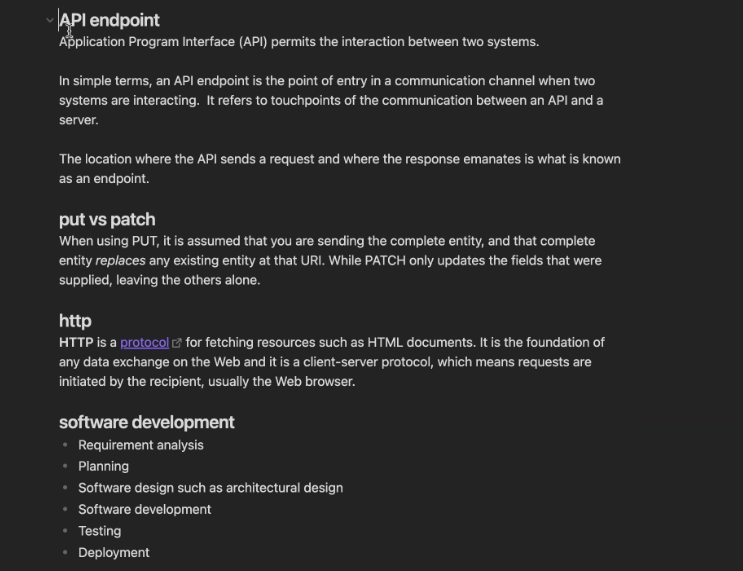 API endpoint
Application Program Interface (API) permits the interaction between two systems.
In simple terms, an API endpoint is the point of entry in a communication channel when two
systems are interacting.  It refers to touchpoints of the communication between an API and a
server.
The location where the API sends a request and where the response emanates is what is known
as an endpoint.
put vs patch
When using PUT, it is assumed that you are sending the complete entity, and that complete
entity replaces any existing entity at that URI. While PATCH only updates the fields that were
supplied, leaving the others alone.
http
HTTP is a protocol for fetching resources such as HTML documents. It is the foundation of
any data exchange on the Web and it is a client-server protocol, which means requests are
initiated by the recipient, usually the Web browser.
software development
• Requirement analysis
• Planning
• Software design such as architectural design
• Software development
• Testing
• Deployment